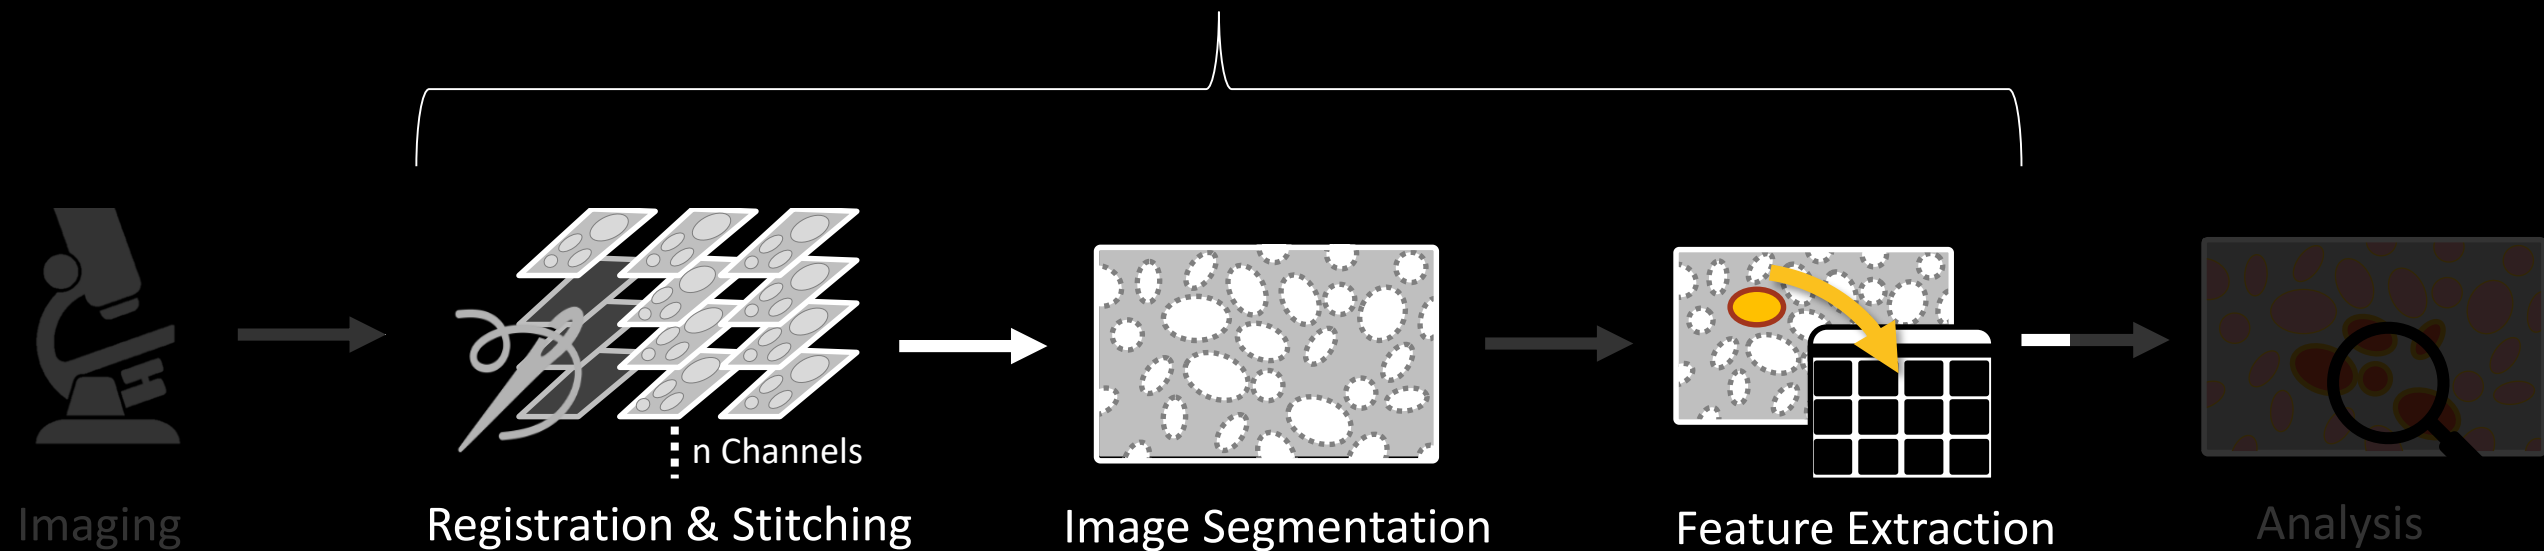 n Channels
Imaging
Registration & Stitching
Image Segmentation
Feature Extraction
Analysis